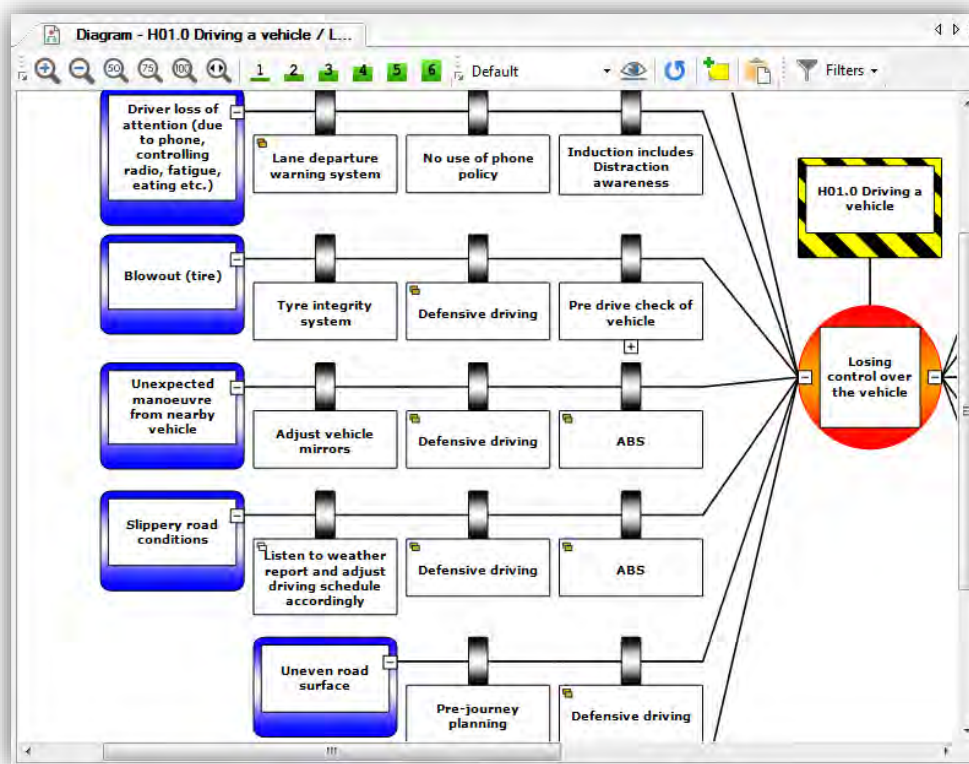 Diagram - H01.0 Driving a vehicle / L...
50 75 100 1 2 3 4 5 6 Default Filters
Driver loss of
attention (due
to phone,
controlling
radio, fatigue,
eating etc.)
Lane departure
warning system
No use of phone
policy
Induction includes
Distraction
awareness
H01.0 Driving a
vehicle
Blowout (tire)
Tyre integrity
system
Defensive driving
Pre drive check of
vehicle
Losing
control over
the vehicle
Unexpected
manoeuvre
from nearby
vehicle
Adjust vehicle
mirrors
Defensive driving
ABS
Slippery road
conditions
Listen to weather
report and adjust
driving schedule
accordingly
Defensive driving
ABS
Uneven road
surface
Pre-journey
planning
Defensive driving